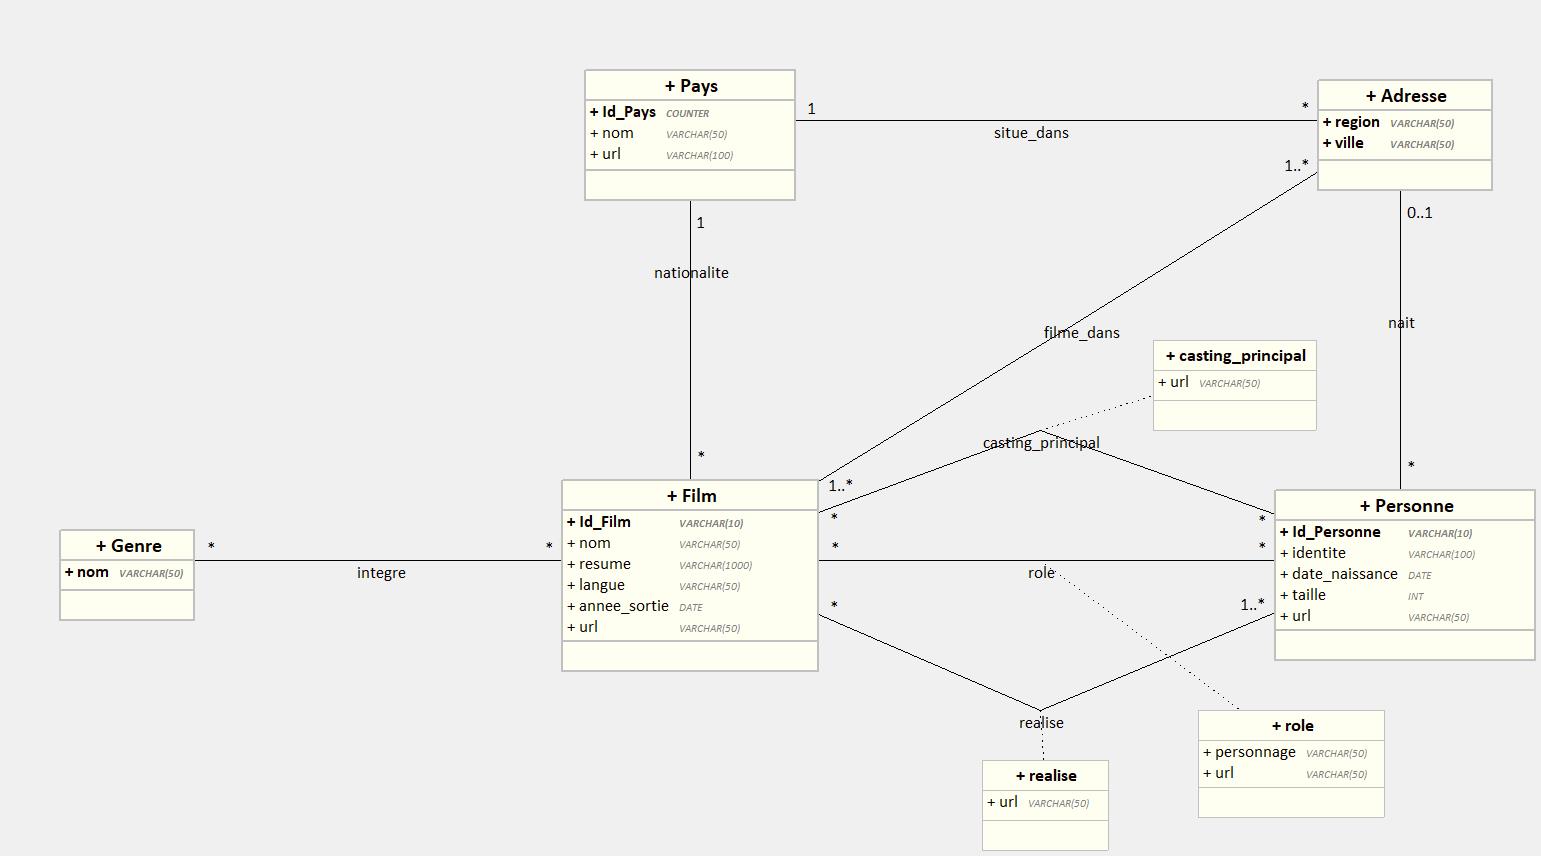 + Pays
+ Id_Pays COUNTER
+ nom VARCHAR(50)
+ url VARCHAR(100)
+ Adresse
+ region VARCHAR(50)
+ ville VARCHAR(50)
1
*
situe_dans
1..*
0..1
1
nationalite
filme_dans
nait
+ casting_principal
+ url VARCHAR(50)
casting_principal
*
*
+ Film
+ Id_Film VARCHAR(10)
+ nom VARCHAR(50)
+ resume VARCHAR(1000)
+ langue VARCHAR(50)
+ annee_sortie DATE
+ url VARCHAR(50)
1..*
*
*
*
*
+ Personne
+ Id_Personne VARCHAR(10)
+ identite VARCHAR(100)
+ date_naissance DATE
+ taille INT
+ url VARCHAR(50)
+ Genre
+ nom VARCHAR(50)
*
*
integre
role
*
1..*
realise
+ realise
+ url VARCHAR(50)
+ role
+ personnage VARCHAR(50)
+ url VARCHAR(50)